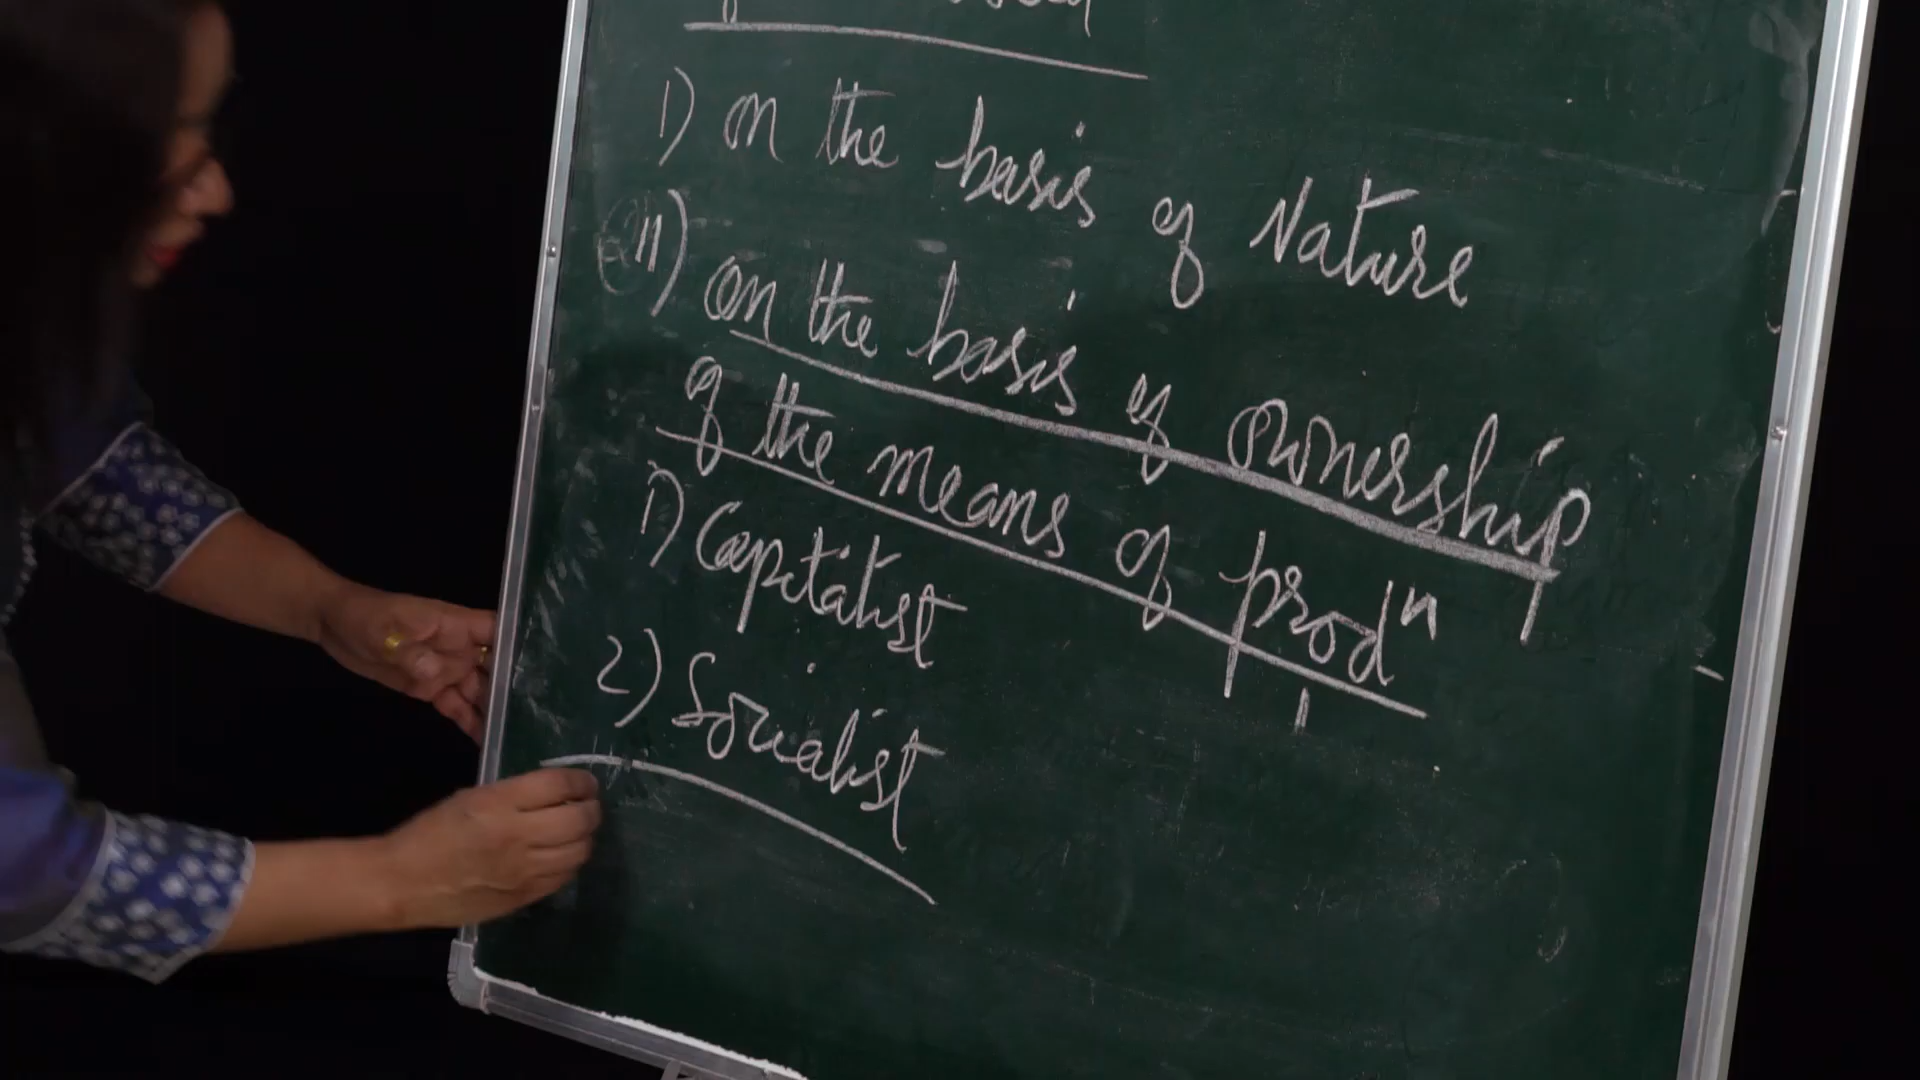 1) on the basis of Nature
11) on the basis of ownership
of the means of prodⁿ
1) Capitalist
2) Socialist